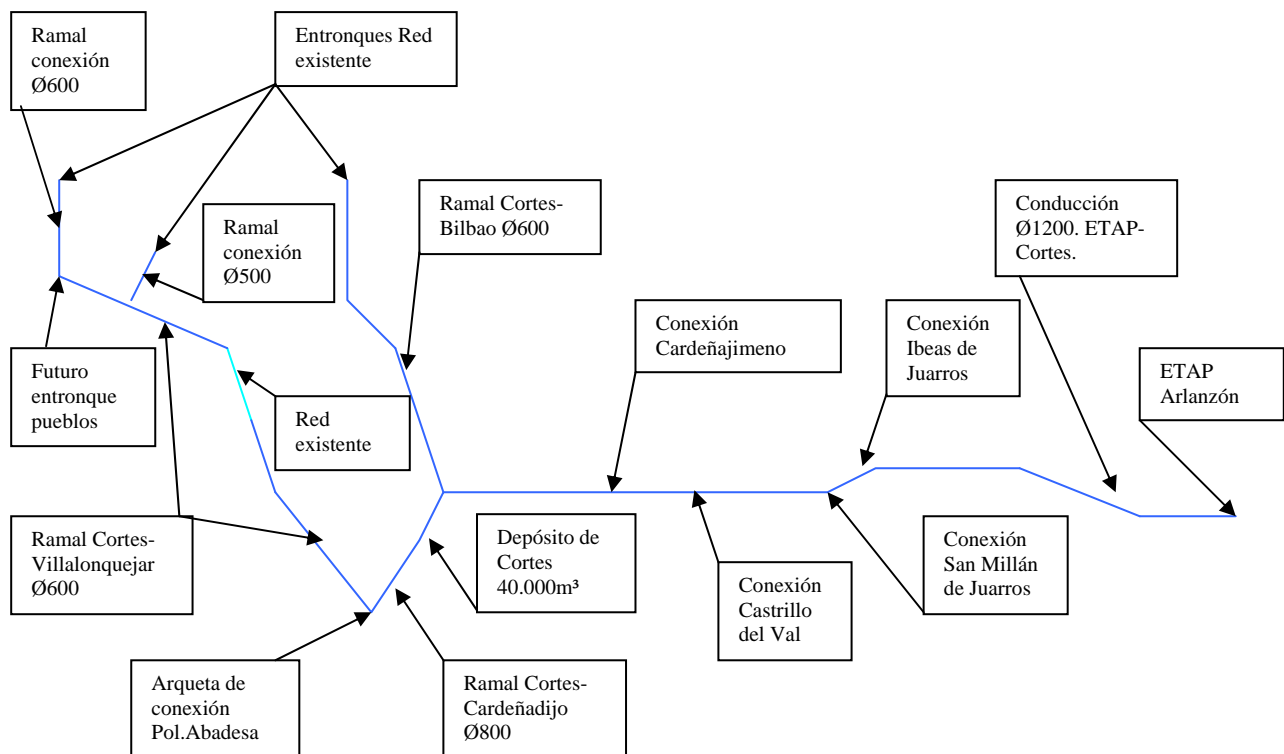 Ramal
conexión
Ø600
Entronques Red
existente
Ramal
conexión
Ø500
Ramal Cortes-
Bilbao Ø600
Conducción
Ø1200. ETAP-
Cortes.
Futuro
entronque
pueblos
Red
existente
Conexión
Cardeñajimeno
Conexión
Ibeas de
Juarros
ETAP
Arlanzón
Ramal Cortes-
Villalonquejar
Ø600
Depósito de
Cortes
40.000m³
Conexión
Castrillo
del Val
Conexión
San Millán
de Juarros
Arqueta de
conexión
Pol.Abadesa
Ramal Cortes-
Cardeñadijo
Ø800